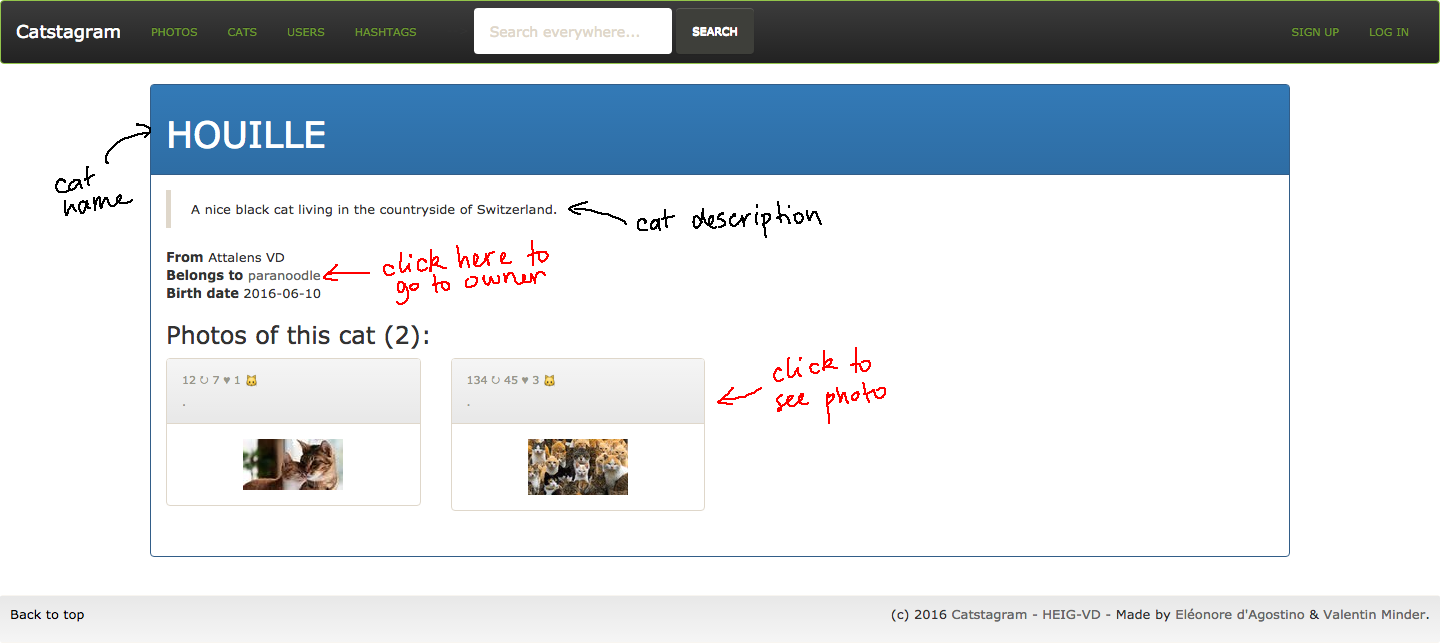 Catstagram PHOTOS CATS USERS HASHTAGS Search everywhere... SEARCH SIGN UP LOG IN
HOUILLE
cat
name
A nice black cat living in the countryside of Switzerland.
cat description
From Attalens VD
Belongs to paranoodle
Birth date 2016-06-10
click here to
go to owner
Photos of this cat (2):
12 ↻ 7 ♥ 1 🐱
.
134 ↻ 45 ♥ 3 🐱
.
click to
see photo
Back to top
(c) 2016 Catstagram - HEIG-VD - Made by Eléonore d'Agostino & Valentin Minder.